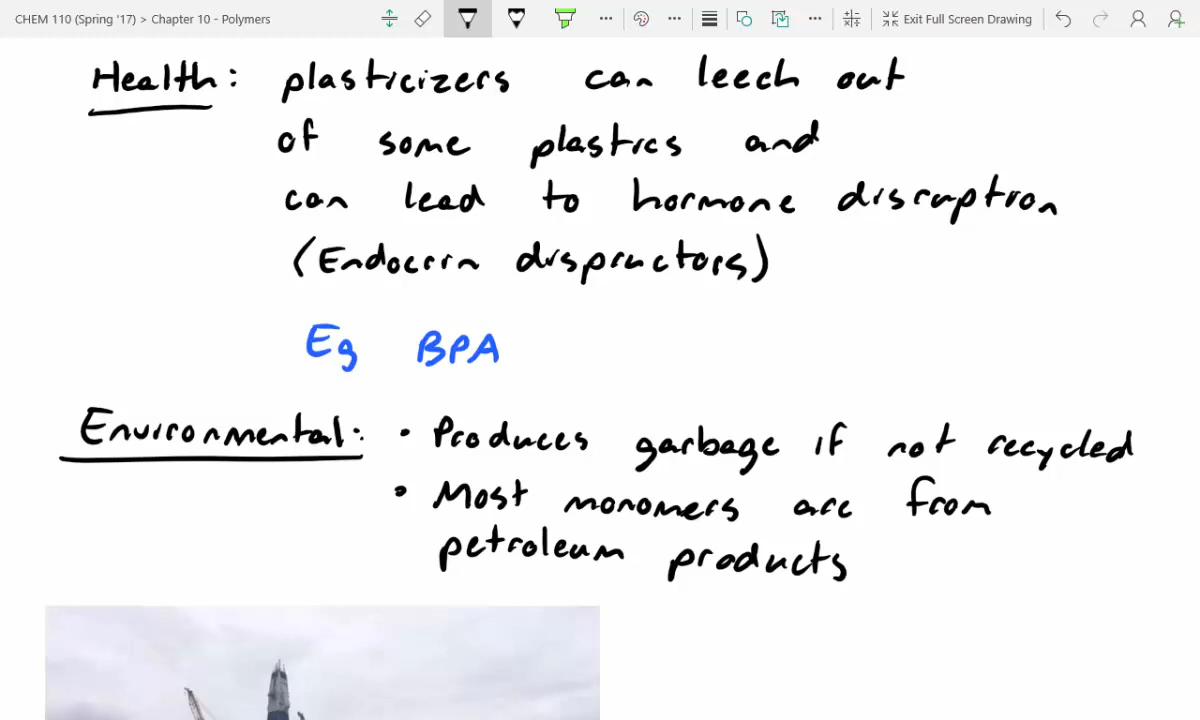 CHEM 110 (Spring '17) > Chapter 10 - Polymers
Exit Full Screen Drawing
Health: plasticizers can leech out
of some plastics and
can lead to hormone disruption
(Endocrin dispructors)
Eg BPA
Environmental: • Produces garbage if not recycled
• Most monomers are from
petroleum products